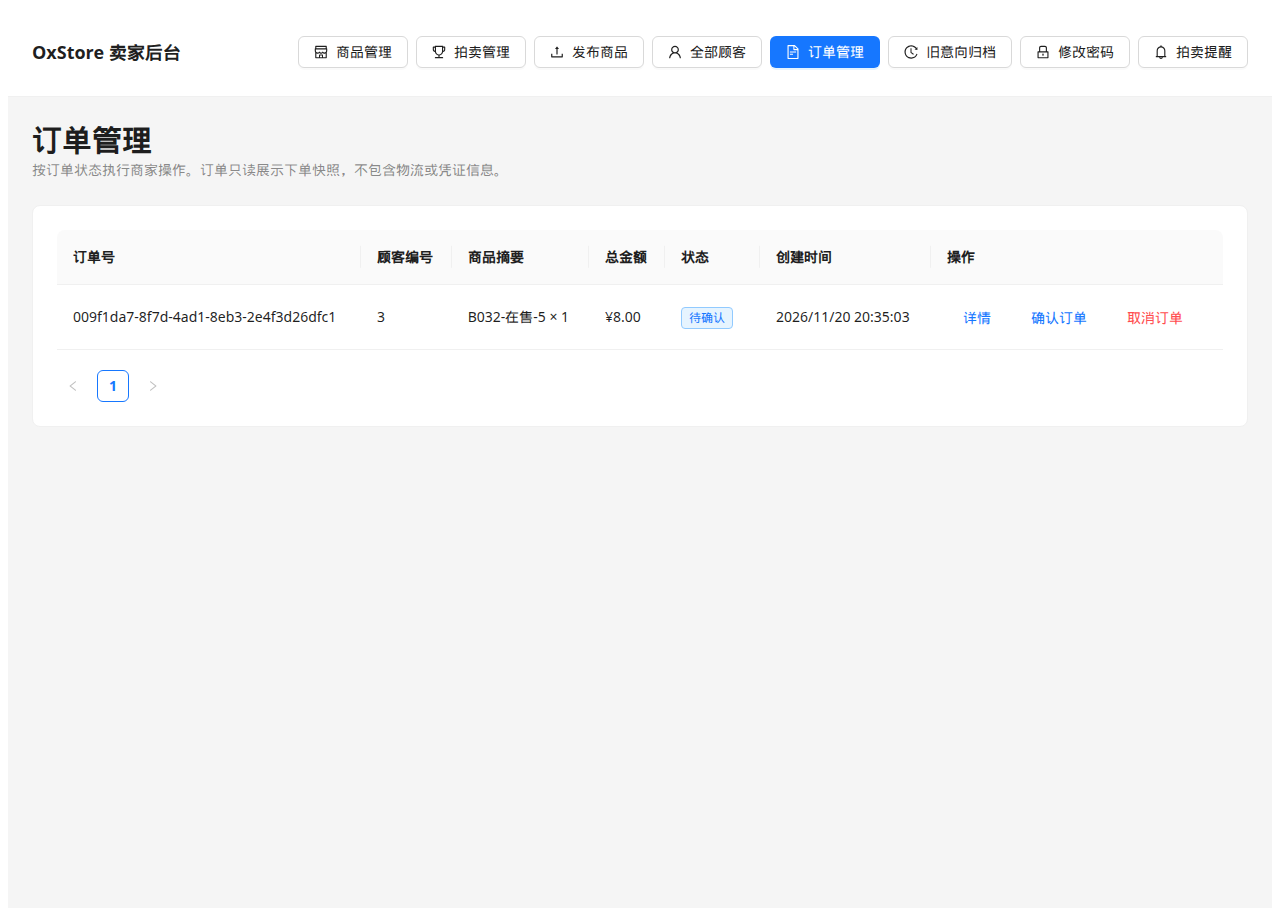 OxStore 卖家后台
商品管理 拍卖管理 发布商品 全部顾客 订单管理 旧意向归档 修改密码 拍卖提醒
订单管理
按订单状态执行商家操作。订单只读展示下单快照，不包含物流或凭证信息。
订单号 顾客编号 商品摘要 总金额 状态 创建时间 操作
009f1da7-8f7d-4ad1-8eb3-2e4f3d26dfc1 3 B032-在售-5 × 1 ¥8.00 待确认 2026/11/20 20:35:03 详情 确认订单 取消订单
1